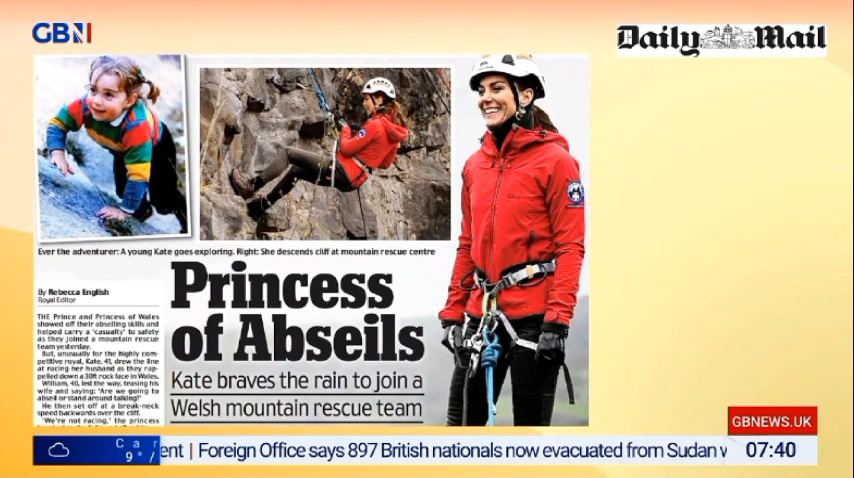 GBN
Daily Mail
Ever the adventurer: A young Kate goes exploring. Right: She descends cliff at mountain rescue centre
Princess
of Abseils
Kate braves the rain to join a
Welsh mountain rescue team
By Rebecca English
Royal Editor
THE Prince and Princess of Wales
showed off their abseiling skills and
helped carry a 'casualty' to safety
as they joined a mountain rescue
team yesterday.
But, unusually for the highly com-
petitive royal, Kate, 41, drew the line
at racing her husband as they rap-
pelled down a 30ft rock face in Wales.
William, 40, led the way, teasing his
wife and saying: 'Are we going to
absell or stand around talking?'
He then set off at a break-neck
speed backwards over the cliff.
'We're not racing,' the princess
GBNEWS.UK
Car
9° /
ent | Foreign Office says 897 British nationals now evacuated from Sudan w
07:40